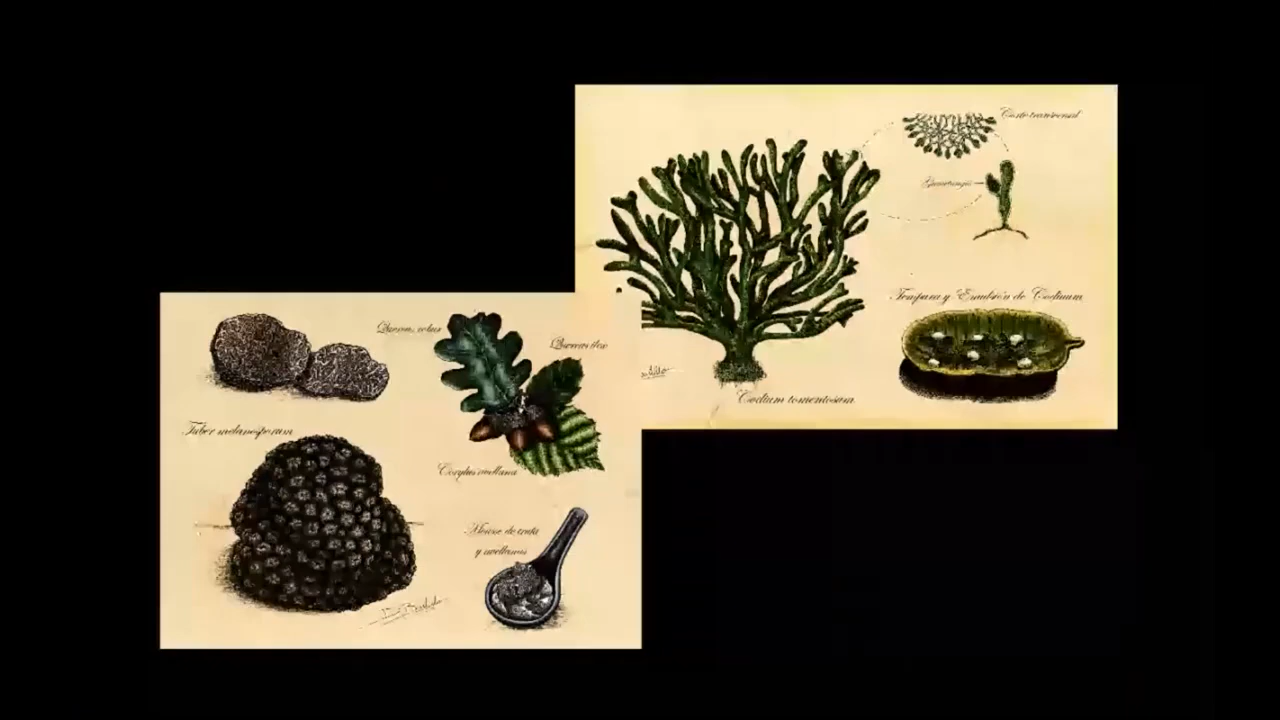 Quercus robur
Quercus ilex
Tuber melanosporum
Corylus avellana
Mousse de trufa
y avellanas
Corte transversal
Gametangio
Tempura y Emulsión de Codium
Codium tomentosum